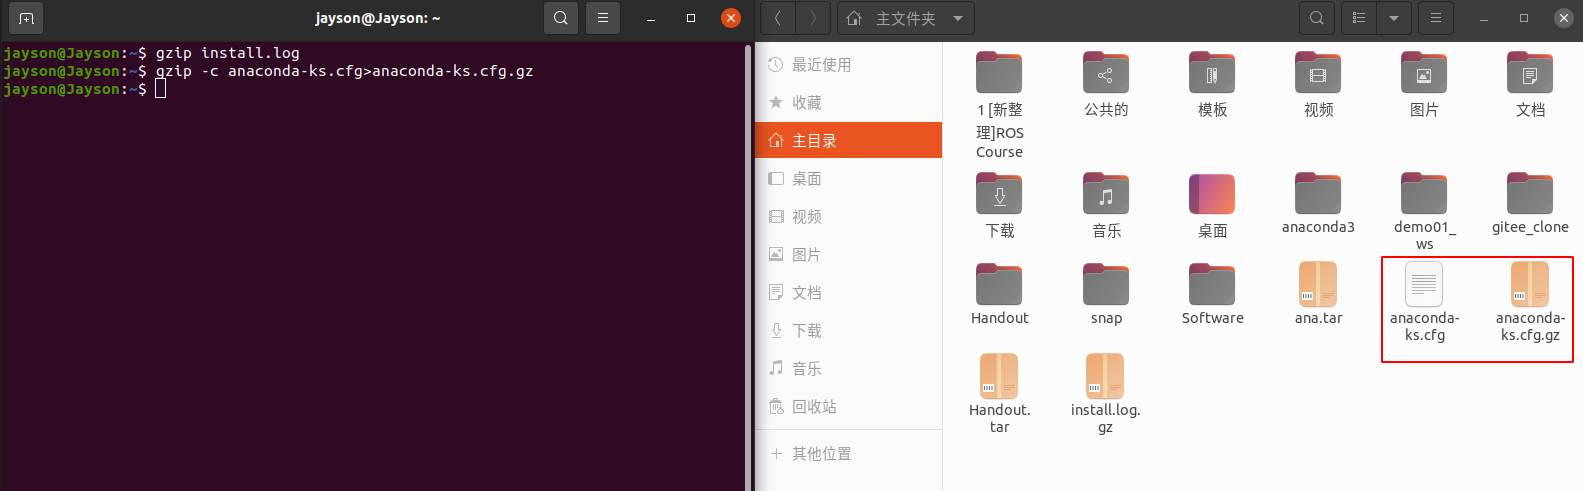 jayson@Jayson: ~
jayson@Jayson:~$ gzip install.log
jayson@Jayson:~$ gzip -c anaconda-ks.cfg>anaconda-ks.cfg.gz
jayson@Jayson:~$
主文件夹
最近使用
收藏
主目录
桌面
视频
图片
文档
下载
音乐
回收站
其他位置
1 [新整
理]ROS
Course
公共的
模板
视频
图片
文档
下载
音乐
桌面
anaconda3
demo01_
ws
gitee_clone
Handout
snap
Software
ana.tar
anaconda-
ks.cfg
anaconda-
ks.cfg.gz
Handout.
tar
install.log.
gz